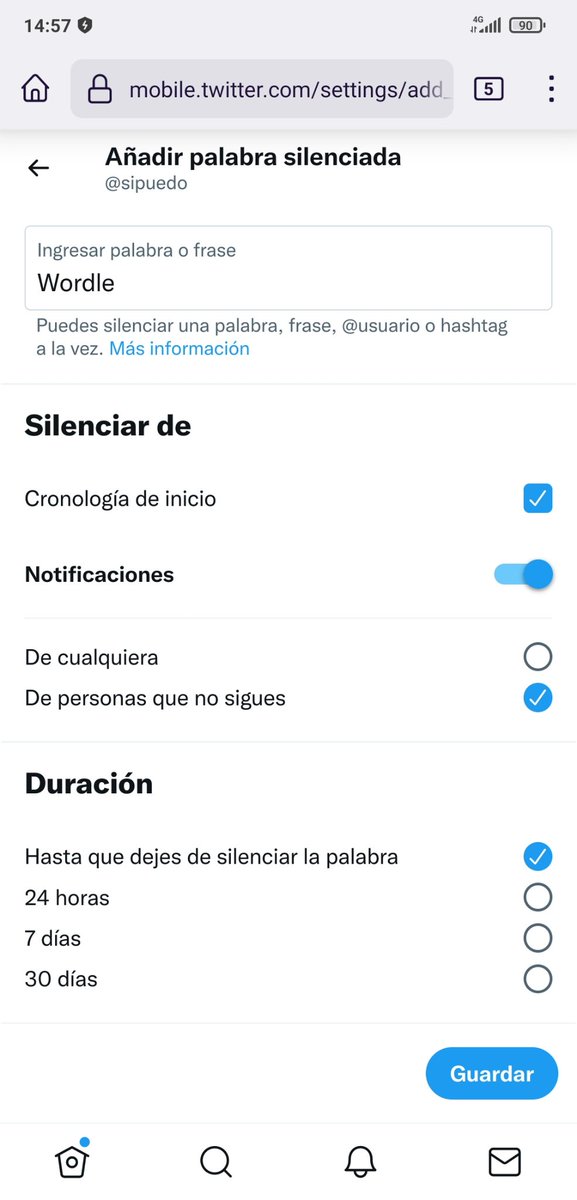 14:57
4G
90
mobile.twitter.com/settings/add_
5
Añadir palabra silenciada
@sipuedo
Ingresar palabra o frase
Wordle
Puedes silenciar una palabra, frase, @usuario o hashtag
a la vez. Más información
Silenciar de
Cronología de inicio
Notificaciones
De cualquiera
De personas que no sigues
Duración
Hasta que dejes de silenciar la palabra
24 horas
7 días
30 días
Guardar